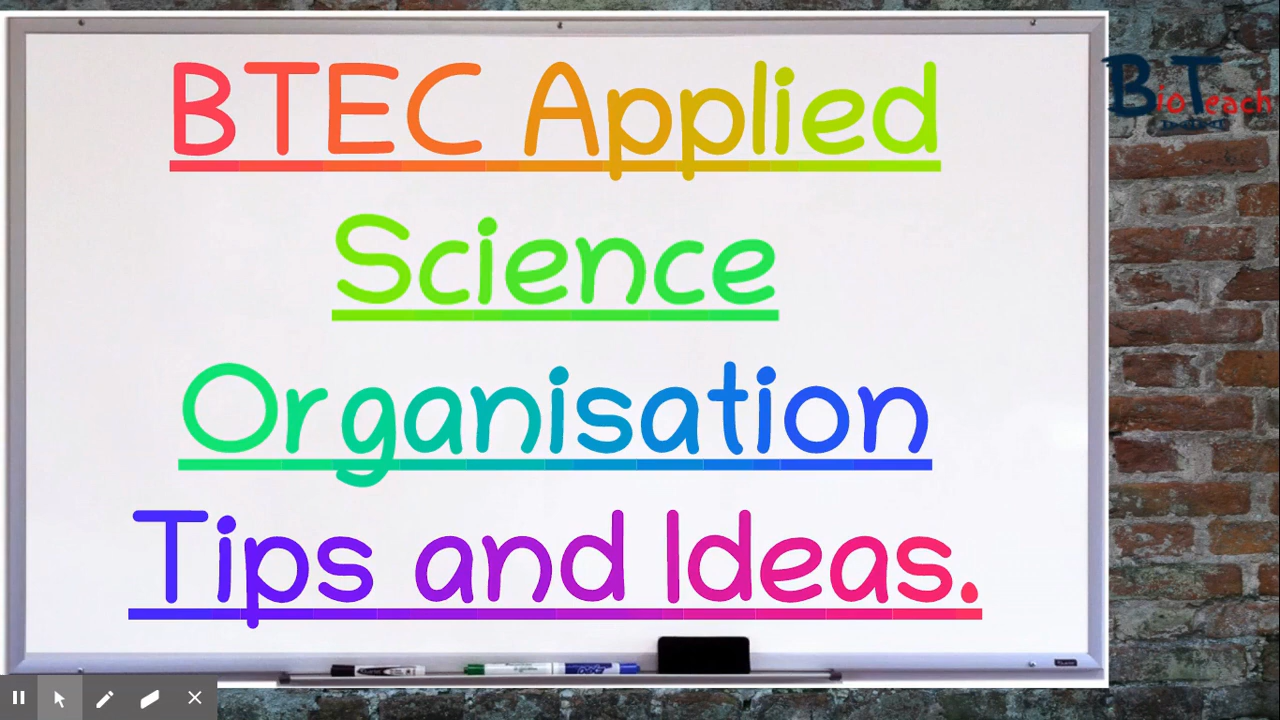 BTEC Applied
Science
Organisation
Tips and Ideas.
BioTeach